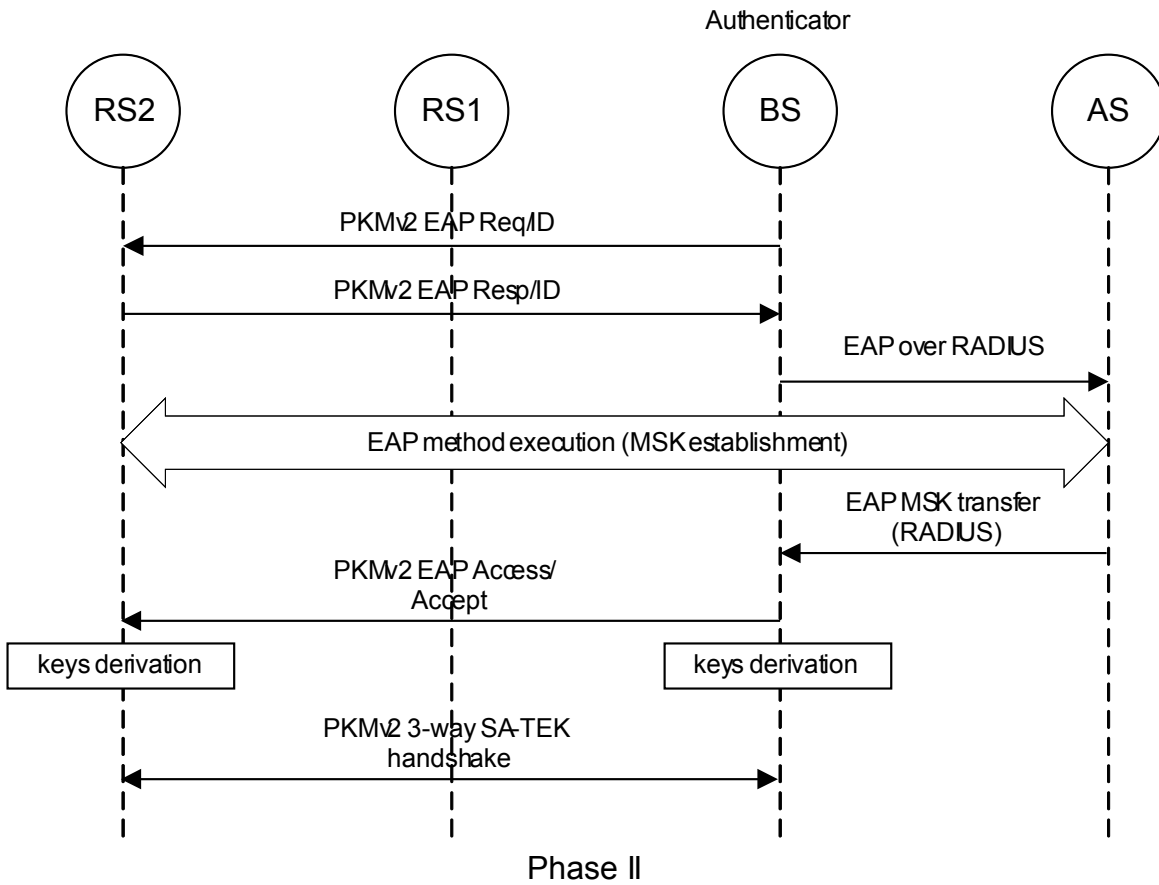 Authenticator
RS2
RS1
BS
AS
PKMv2 EAP Req/ID
PKMv2 EAP Resp/ID
EAP over RADIUS
EAP method execution (MSK establishment)
EAP MSK transfer
(RADIUS)
PKMv2 EAP Access/
Accept
keys derivation
keys derivation
PKMv2 3-way SA-TEK
handshake
Phase II